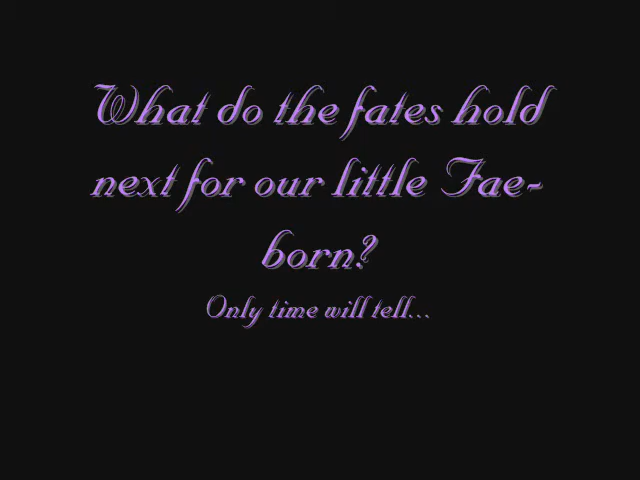 What do the fates hold
next for our little Fae-
born?
Only time will tell...